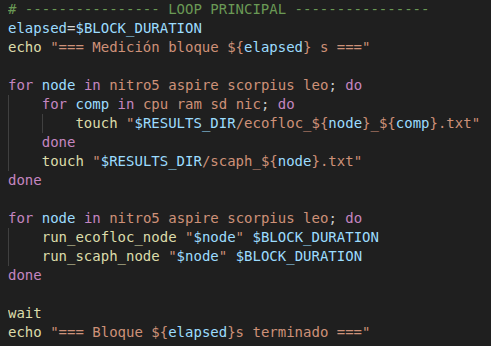 # ---------------- LOOP PRINCIPAL ----------------
elapsed=$BLOCK_DURATION
echo "=== Medición bloque ${elapsed} s ==="
for node in nitro5 aspire scorpius leo; do
for comp in cpu ram sd nic; do
touch "$RESULTS_DIR/ecofloc_${node}_${comp}.txt"
done
touch "$RESULTS_DIR/scaph_${node}.txt"
done
for node in nitro5 aspire scorpius leo; do
run_ecofloc_node "$node" $BLOCK_DURATION
run_scaph_node "$node" $BLOCK_DURATION
done
wait
echo "=== Bloque ${elapsed}s terminado ==="